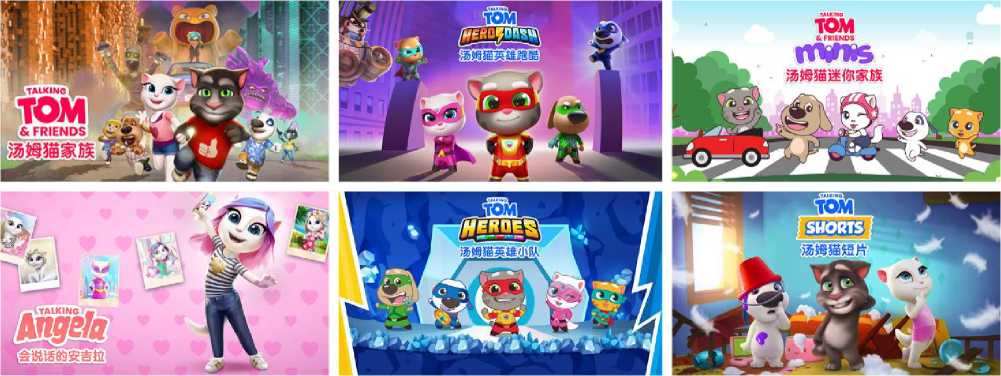 TALKING
TOM
& FRIENDS
汤姆猫家族
TALKING
TOM
HERO DASH
汤姆猫英雄跑酷
TALKING
TOM
& FRIENDS
minis
汤姆猫迷你家族
TALKING
Angela
会说话的安吉拉
TALKING
TOM
HEROES
汤姆猫英雄小队
TALKING
TOM
SHORTS
汤姆猫短片